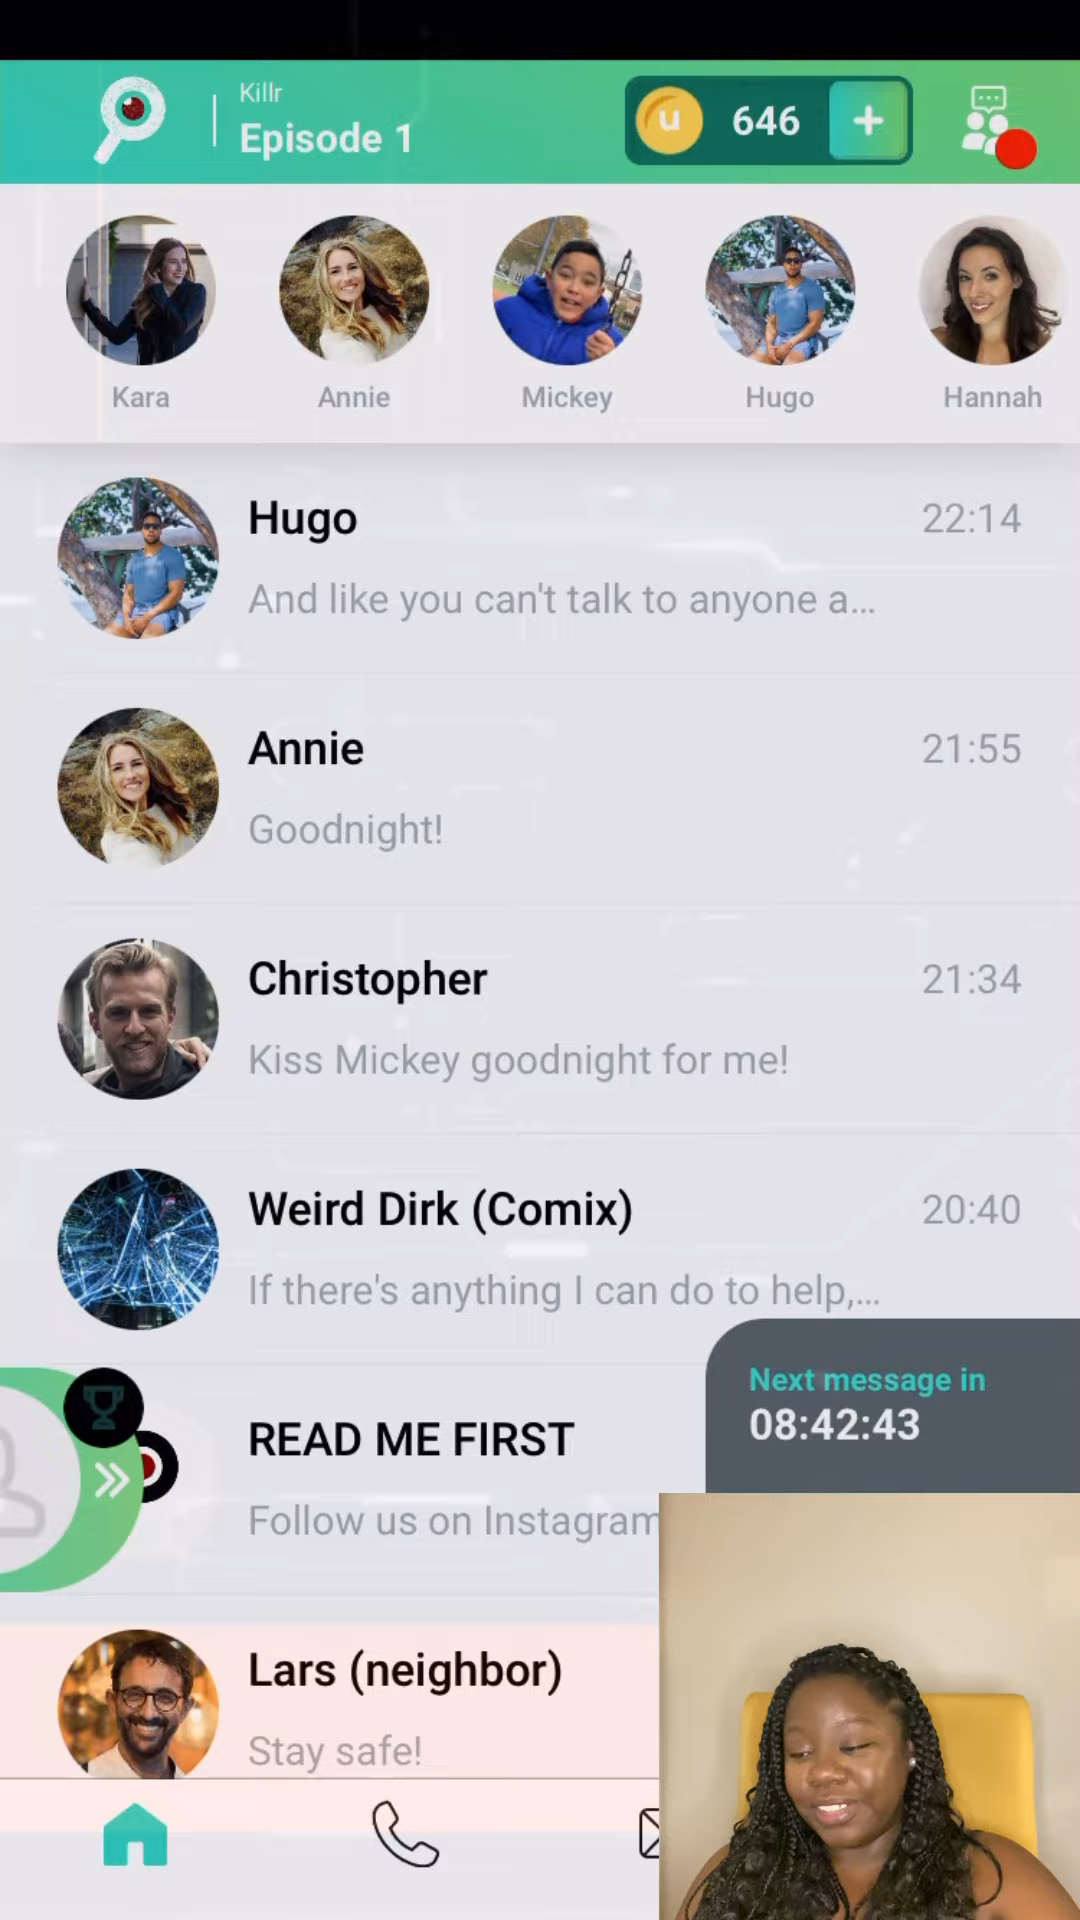 Killr
Episode 1
u
646
+
Kara
Annie
Mickey
Hugo
Hannah
Hugo
22:14
And like you can't talk to anyone a...
Annie
21:55
Goodnight!
Christopher
21:34
Kiss Mickey goodnight for me!
Weird Dirk (Comix)
20:40
If there's anything I can do to help,...
Next message in
08:42:43
READ ME FIRST
Follow us on Instagram
Lars (neighbor)
Stay safe!